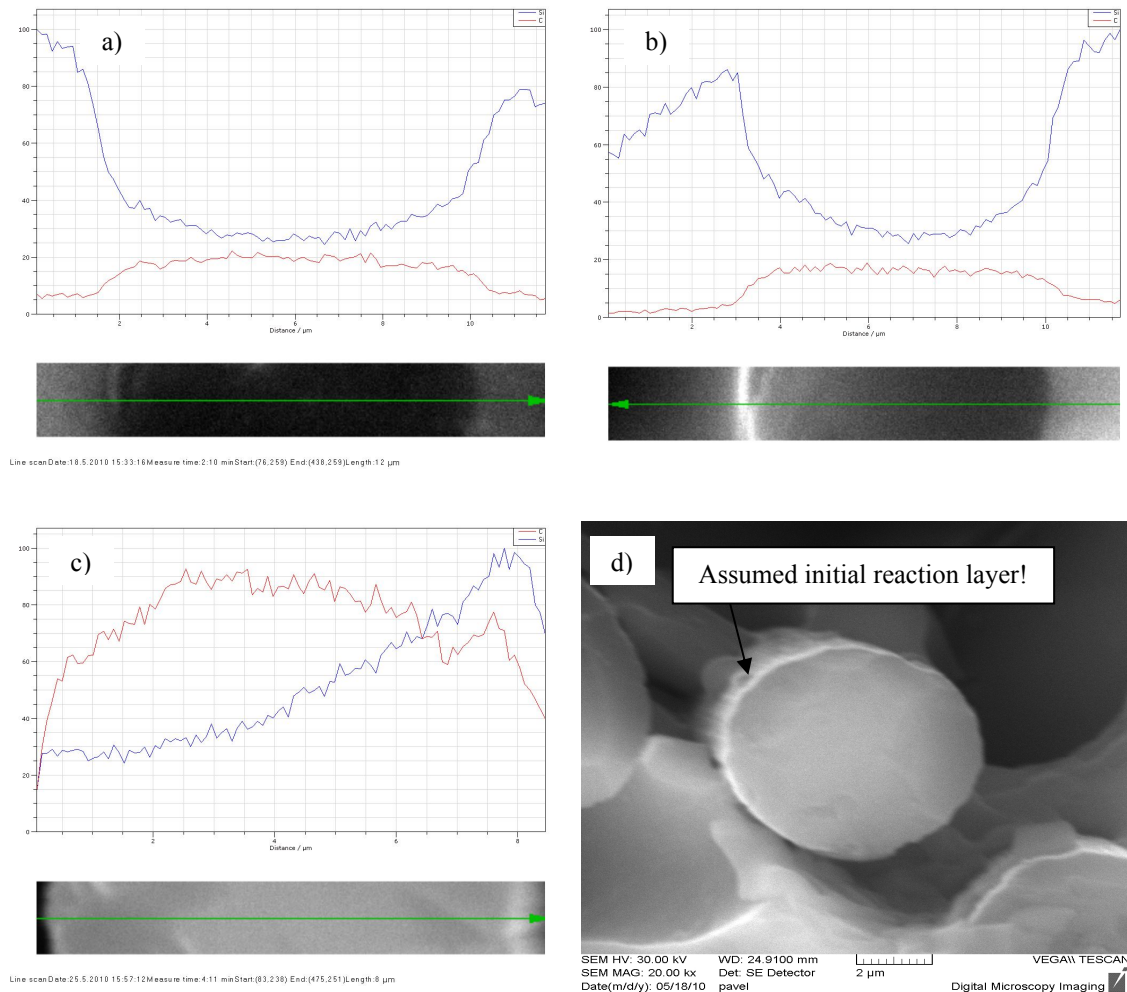 a)
Si
C
100
80
60
40
20
0
2
4
6
8
10
Distance / µm
Line scan Date:18.5.2010 15:33:16 Measure time:2:10 min Start:(76,259) End:(438,259) Length:12 µm
b)
Si
C
100
80
60
40
20
0
2
4
6
8
10
Distance / µm
c)
C
Si
100
80
60
40
20
0
2
4
6
8
Distance / µm
Line scan Date:25.5.2010 15:57:12 Measure time:4:11 min Start:(83,238) End:(475,251) Length:8 µm
d)
Assumed initial reaction layer!
SEM HV: 30.00 kV WD: 24.9100 mm VEGA\\ TESCAN
SEM MAG: 20.00 kx Det: SE Detector 2 µm
Date(m/d/y): 05/18/10 pavel Digital Microscopy Imaging